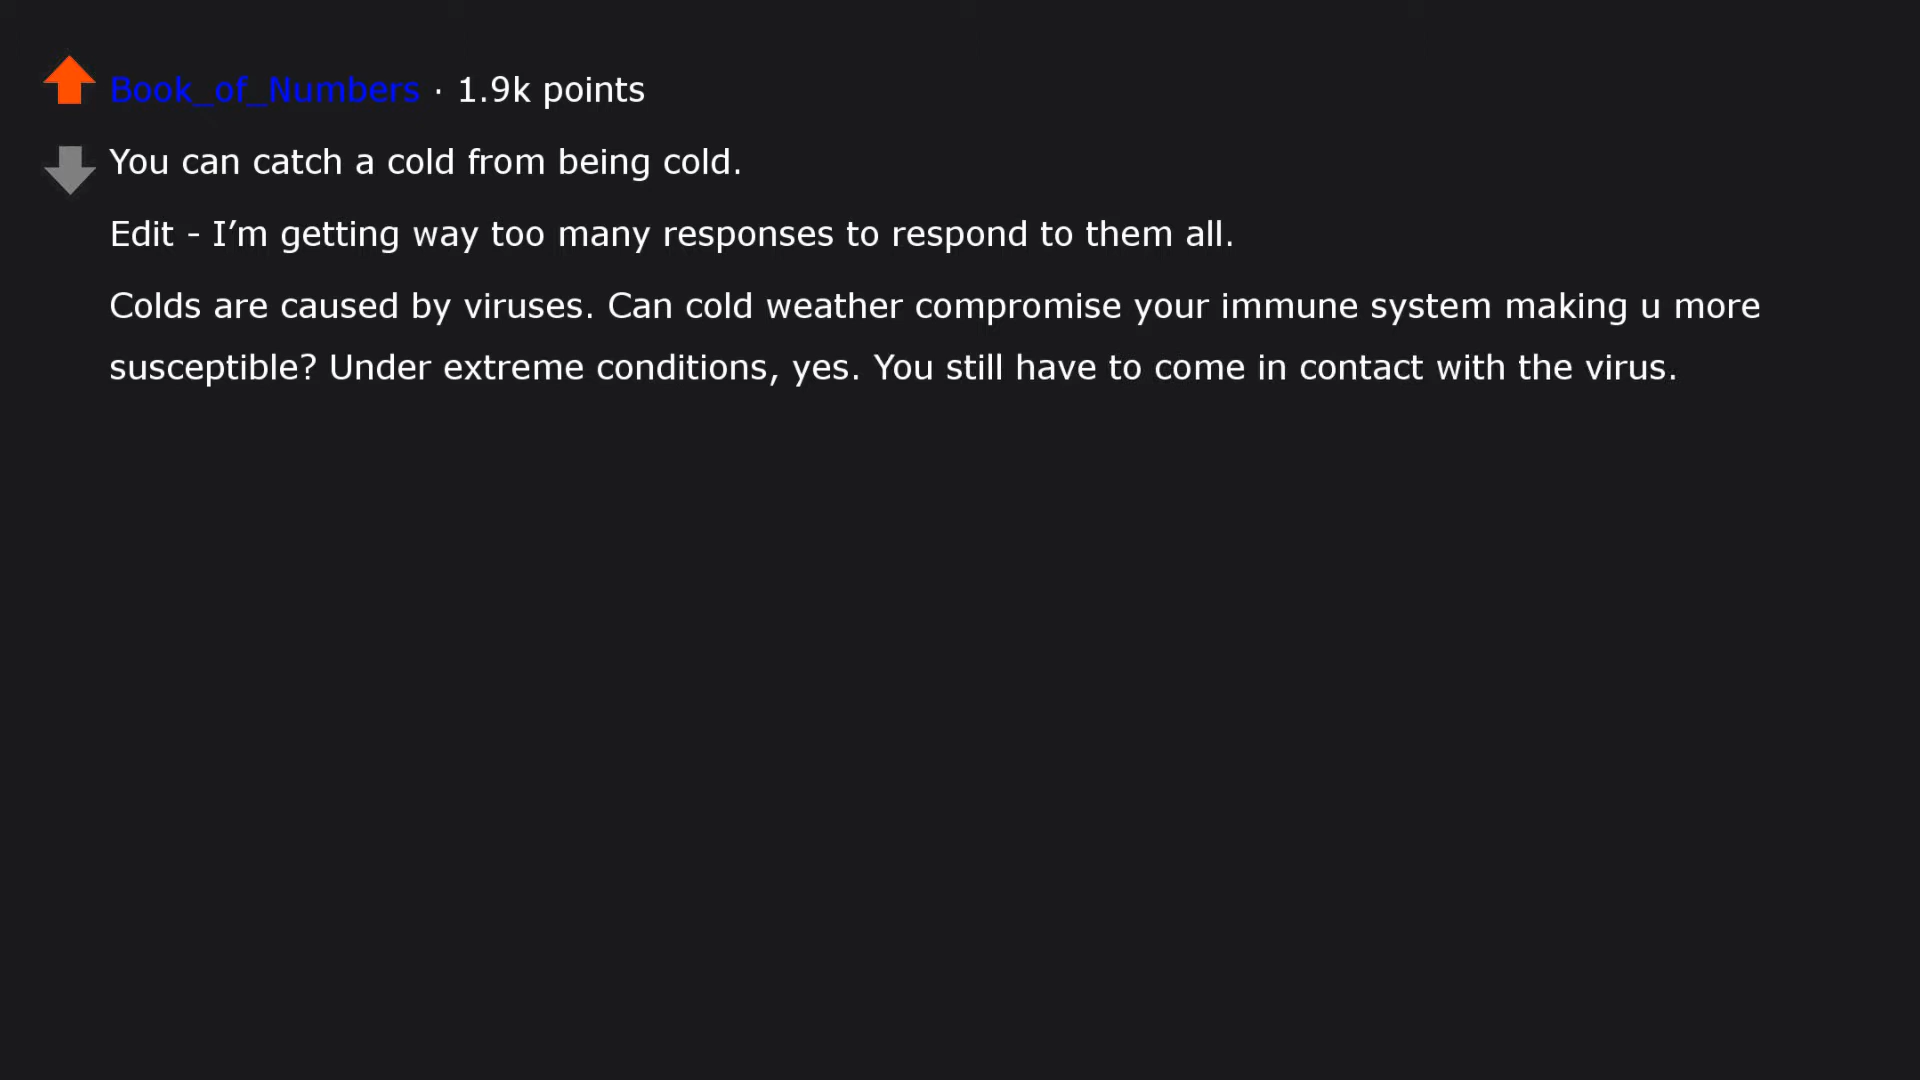 Book_of_Numbers · 1.9k points
You can catch a cold from being cold.
Edit - I’m getting way too many responses to respond to them all.
Colds are caused by viruses. Can cold weather compromise your immune system making u more
susceptible? Under extreme conditions, yes. You still have to come in contact with the virus.